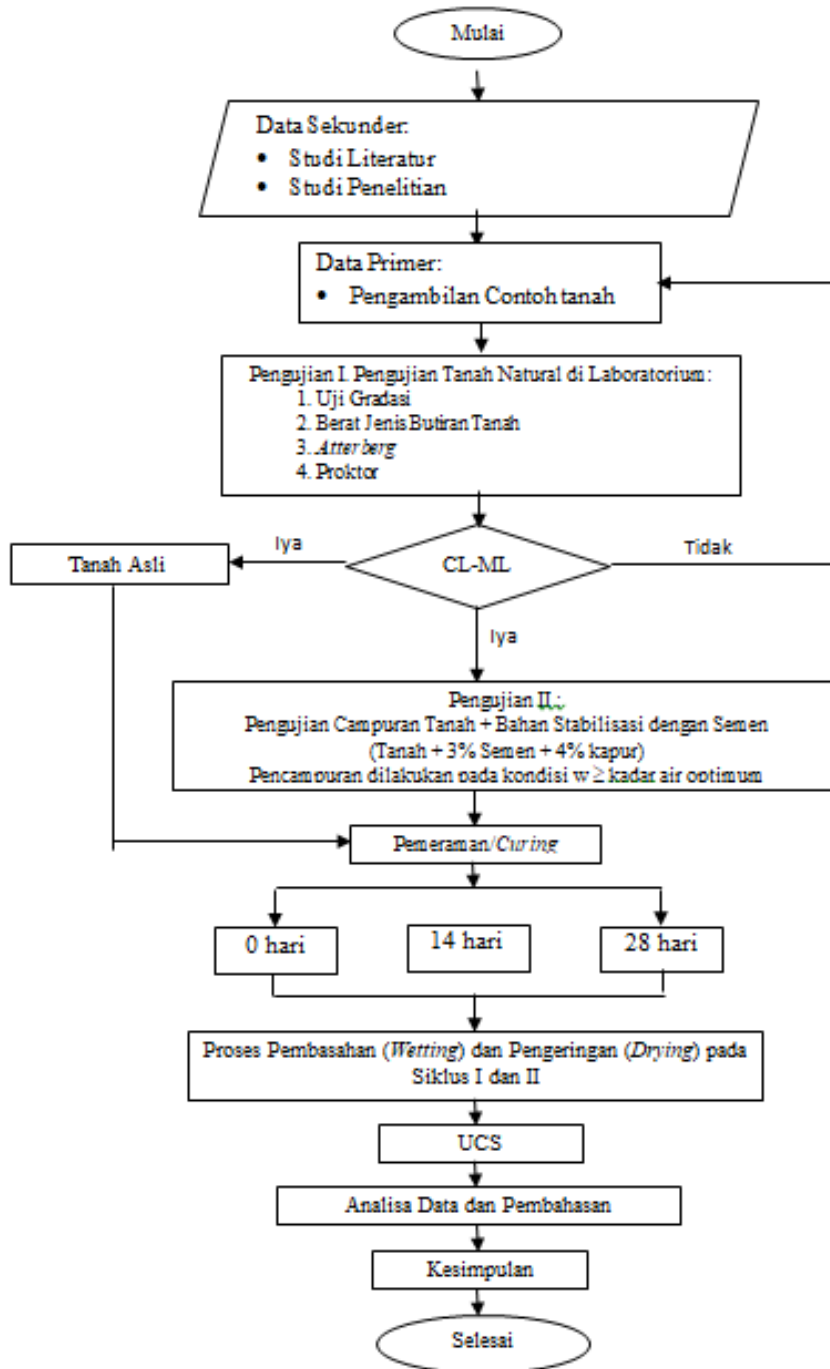 Mulai
Data Sekunder:
• Studi Literatur
• Studi Penelitian
Data Primer:
• Pengambilan Contoh tanah
Pengujian I. Pengujian Tanah Natural di Laboratorium:
1. Uji Gradasi
2. Berat Jenis Butiran Tanah
3. Atterberg
4. Proktor
Tanah Asli
Iya
CL-ML
Tidak
Iya
Pengujian II.:
Pengujian Campuran Tanah + Bahan Stabilisasi dengan Semen
(Tanah + 3% Semen + 4% kapur)
Pencampuran dilakukan pada kondisi w ≥ kadar air optimum
Pemeraman/Curing
0 hari
14 hari
28 hari
Proses Pembasahan (Wetting) dan Pengeringan (Drying) pada
Siklus I dan II
UCS
Analisa Data dan Pembahasan
Kesimpulan
Selesai